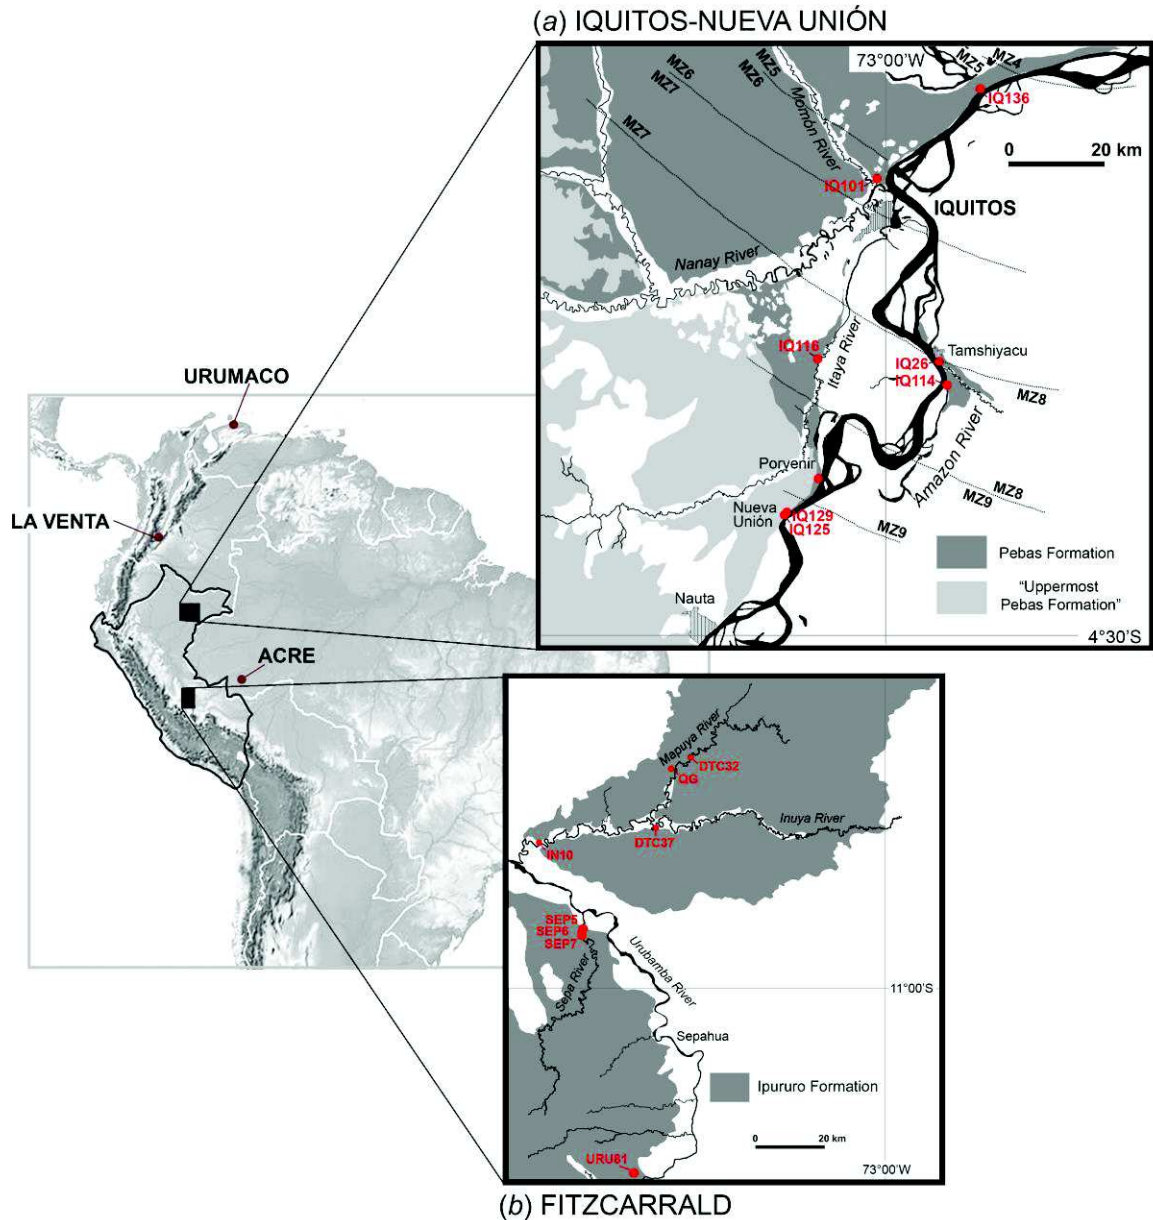 (a) IQUITOS-NUEVA UNIÓN
73°00'W
MZ4
MZ5
MZ5
MZ6
MZ6
MZ7
MZ7
Momón River
IQ136
0 20 km
IQ101
IQUITOS
Nanay River
Itaya River
IQ116
Tamshiyacu
IQ26
IQ114
MZ8
Amazon River
Porvenir
MZ8
MZ9
Nueva
Unión
IQ129
IQ125
MZ9
Pebas Formation
"Uppermost
Pebas Formation"
Nauta
4°30'S
URUMACO
LA VENTA
ACRE
Mapuya River
DTC32
QG
Inuya River
DTC37
IN10
SEP5
SEP6
SEP7
Sepa River
Urubamba River
11°00'S
Sepahua
Ipururo Formation
0 20 km
URU81
73°00'W
(b) FITZCARRALD